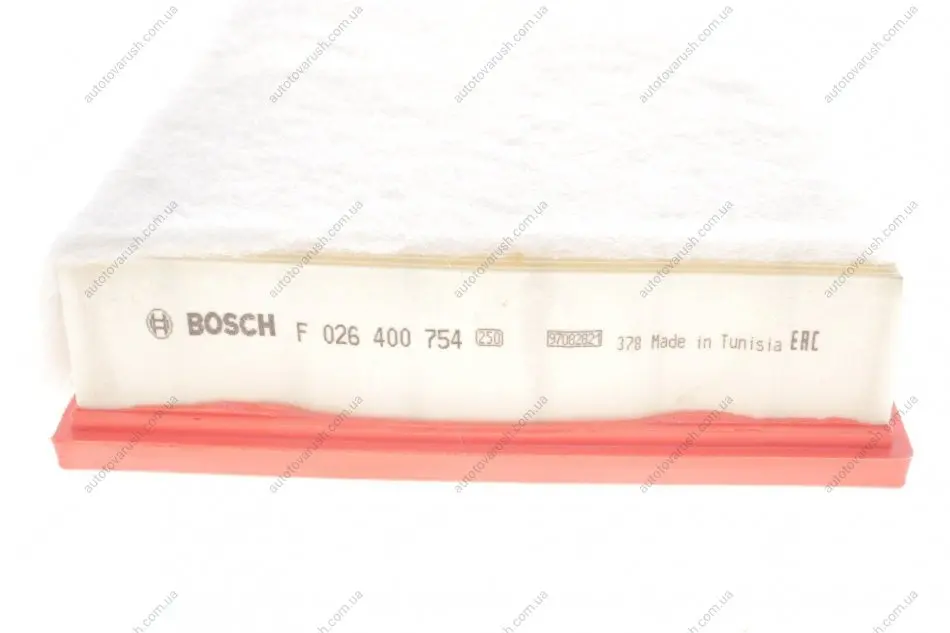 BOSCH F 026 400 754 250 97082821 378 Made in Tunisia EAC
autotovarush.com.ua